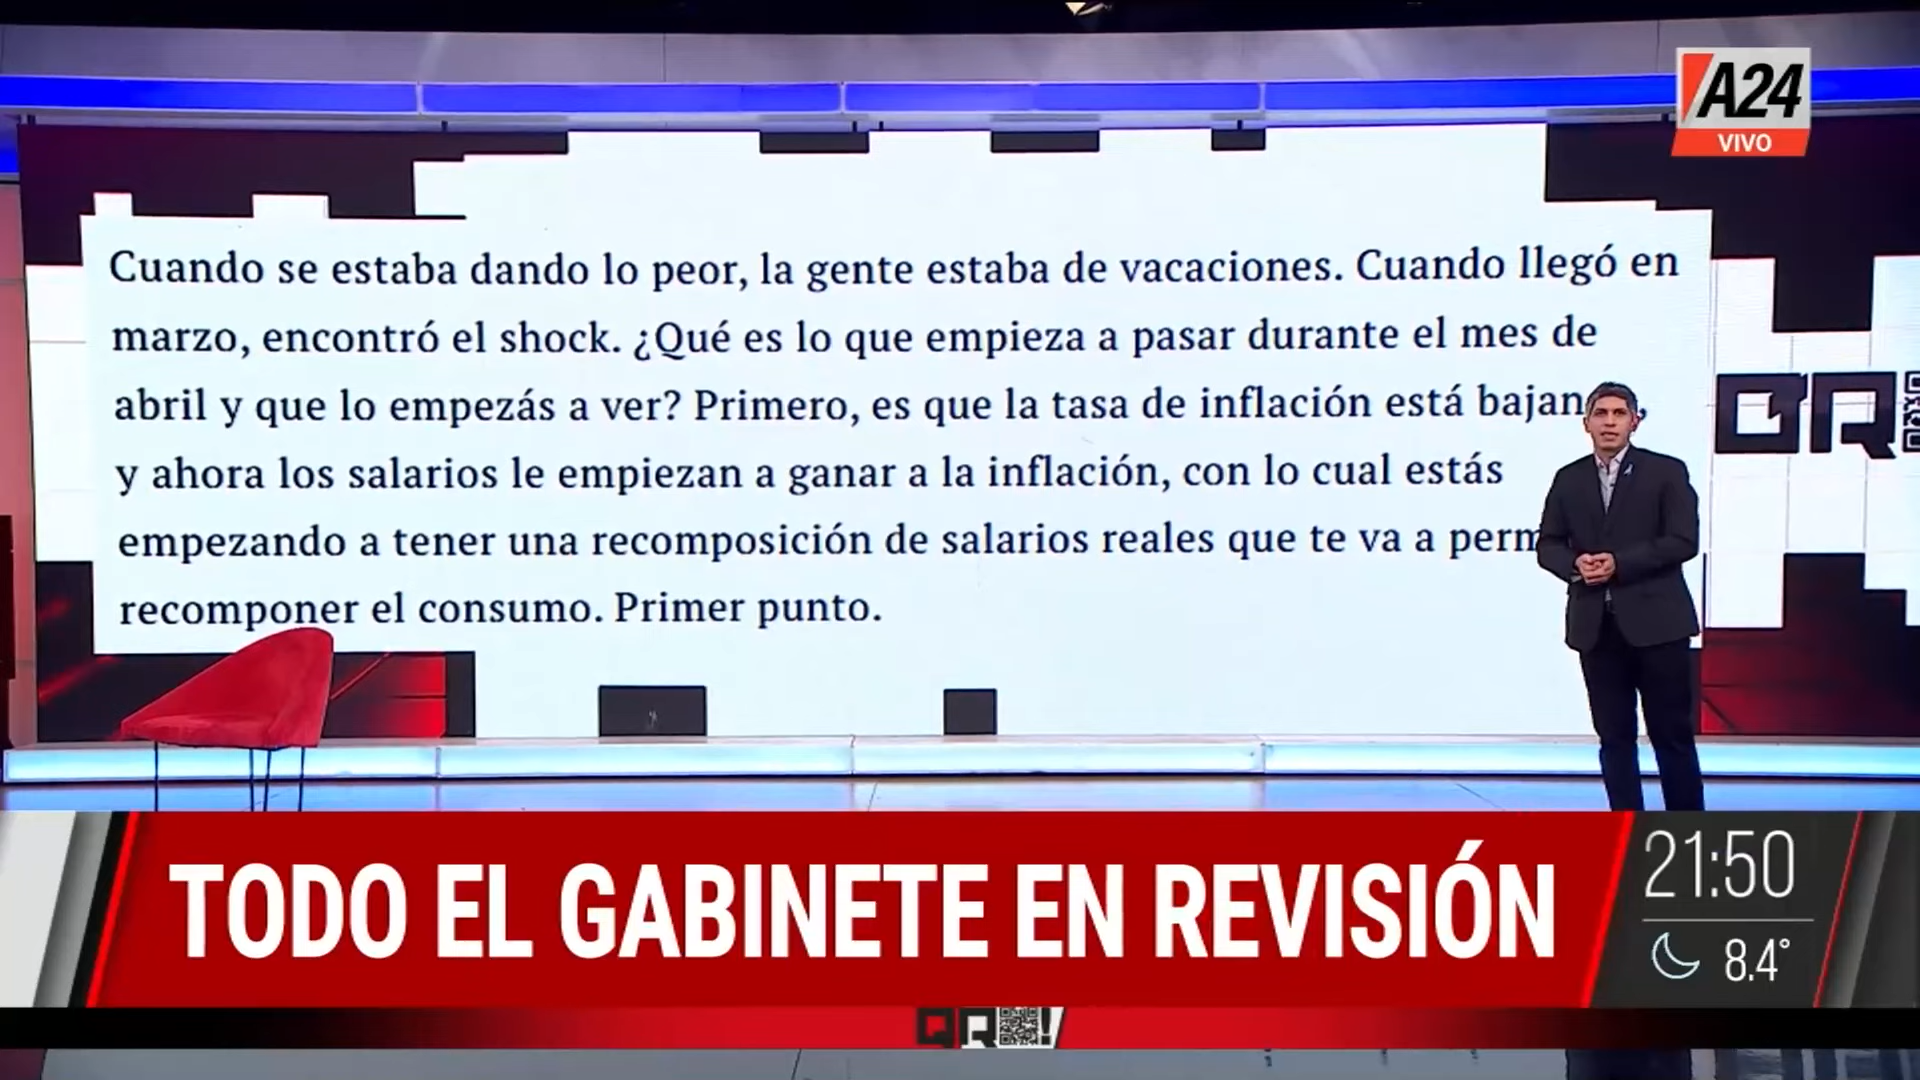 A24
VIVO
Cuando se estaba dando lo peor, la gente estaba de vacaciones. Cuando llegó en
marzo, encontró el shock. ¿Qué es lo que empieza a pasar durante el mes de
abril y que lo empezás a ver? Primero, es que la tasa de inflación está bajan
y ahora los salarios le empiezan a ganar a la inflación, con lo cual estás
empezando a tener una recomposición de salarios reales que te va a perm
recomponer el consumo. Primer punto.
QR
TODO EL GABINETE EN REVISIÓN
21:50
8.4°
QR!